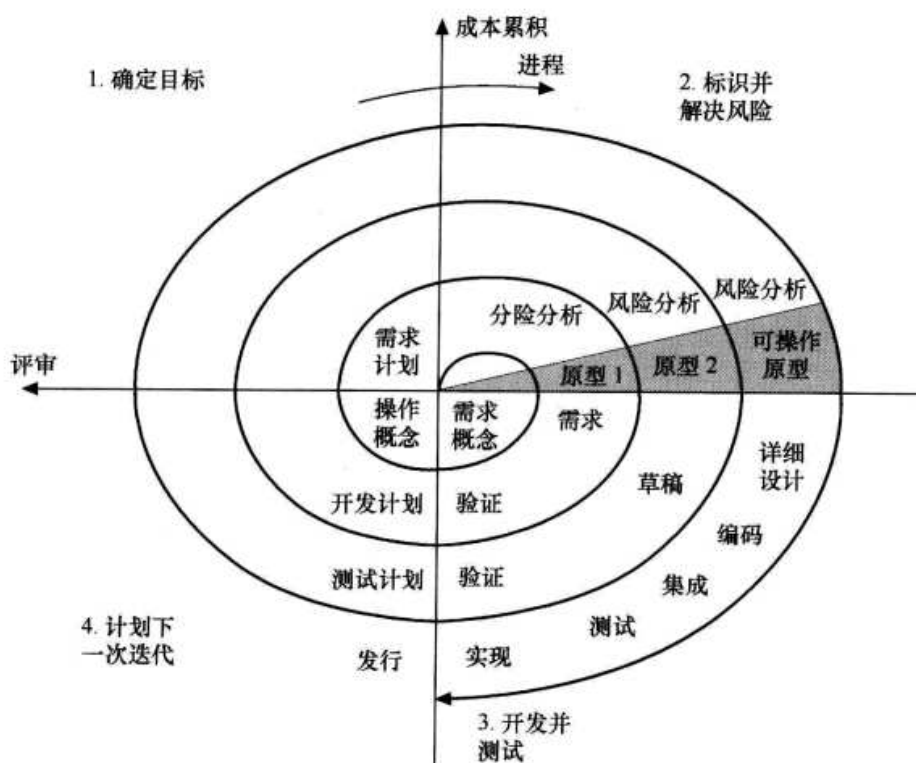 成本累积
进程
1. 确定目标
2. 标识并
解决风险
分险分析
风险分析
风险分析
需求
计划
原型 1
原型 2
可操作
原型
评审
操作
概念
需求
概念
需求
详细
设计
开发计划
验证
草稿
编码
测试计划
验证
集成
测试
4. 计划下
一次迭代
发行
实现
3. 开发并
测试